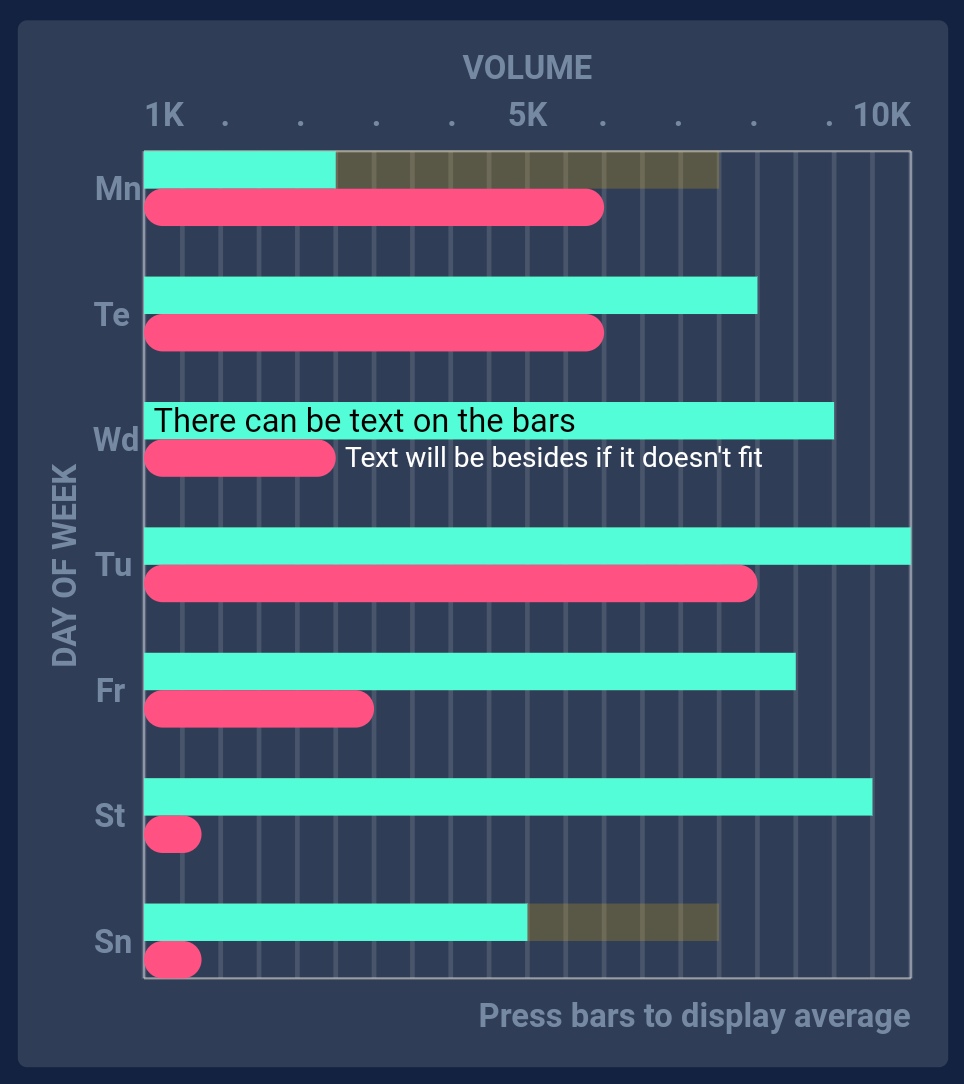 VOLUME
1K . . . . 5K . . . . 10K
Mn
Te
Wd
There can be text on the bars
Text will be besides if it doesn't fit
Tu
Fr
St
Sn
DAY OF WEEK
Press bars to display average